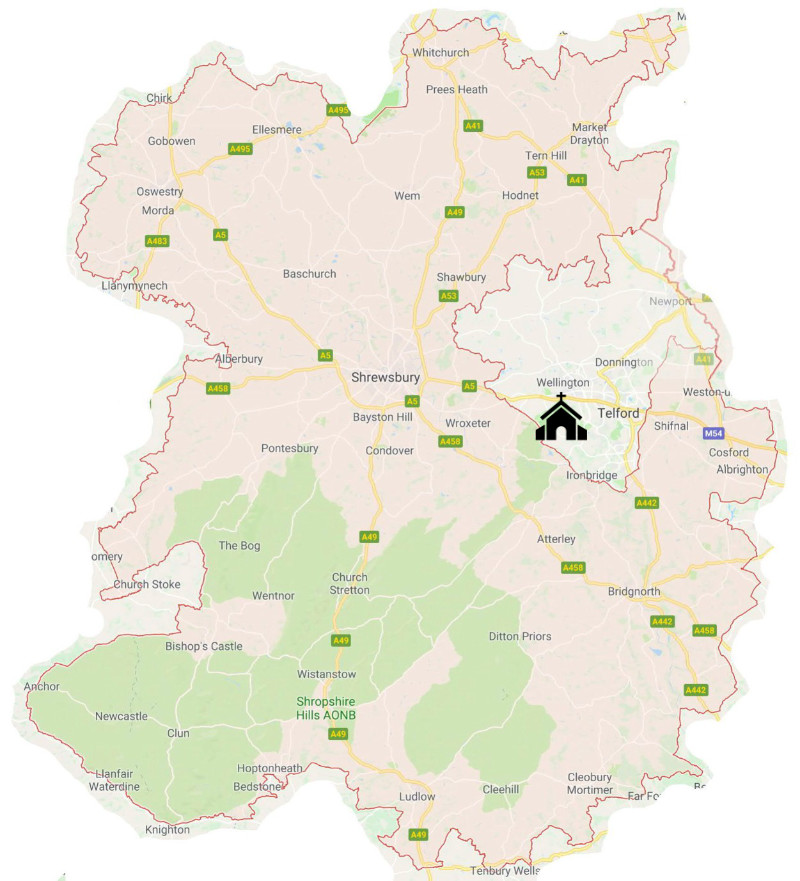 M
Whitchurch
Prees Heath
Chirk
A495
A41
Ellesmere
Market
Drayton
Gobowen
A495
Tern Hill
A53
A41
Oswestry
Wem
Hodnet
Morda
A49
A483
A5
Baschurch
Shawbury
Llanymynech
A53
Newport
A5
Alderbury
A41
Donnington
Shrewsbury
Wellington
A458
A5
Weston-u
A5
Telford
Bayston Hill
Wroxeter
Shifnal
M54
A458
Pontesbury
Condover
Cosford
Albrighton
Ironbridge
A442
A49
Atterley
The Bog
omery
A458
Church
Stretton
Church Stoke
Wentnor
Bridgnorth
A442
A458
Ditton Priors
A49
Bishop's Castle
Wistanstow
Anchor
A442
Shropshire
Hills AONB
Newcastle
Clun
A49
Hoptonheath
Llanfair
Waterdine
Bedstone
Cleobury
Mortimer
Ludlow
Cleehill
Far Fo
Knighton
A49
Tenbury Wells